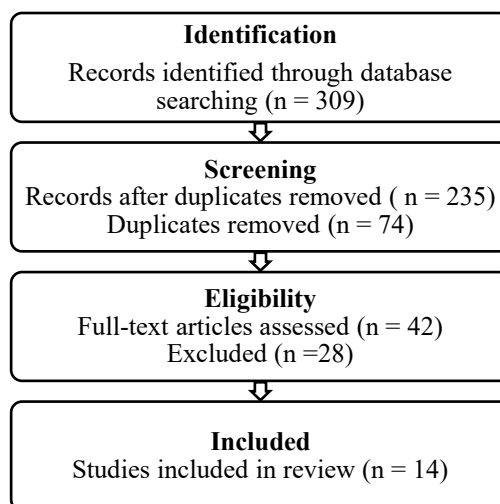 Identification
Records identified through database
searching (n = 309)
Screening
Records after duplicates removed ( n = 235)
Duplicates removed (n = 74)
Eligibility
Full-text articles assessed (n = 42)
Excluded (n =28)
Included
Studies included in review (n = 14)